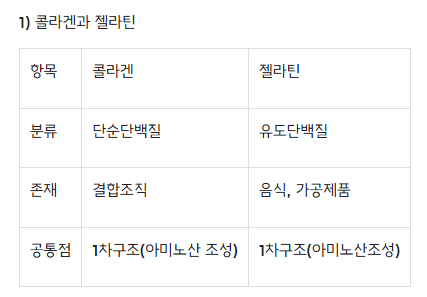 1) 콜라겐과 젤라틴
항목 콜라겐 젤라틴
분류 단순단백질 유도단백질
존재 결합조직 음식, 가공제품
공통점 1차구조(아미노산 조성) 1차구조(아미노산조성)